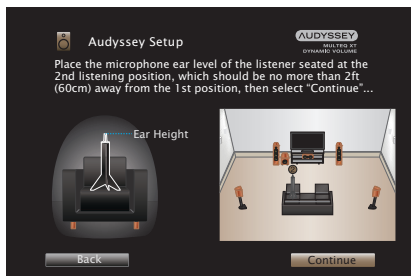 Audyssey Setup
AUDYSSEY
MULTEQ XT
DYNAMIC VOLUME
Place the microphone ear level of the listener seated at the
2nd listening position, which should be no more than 2ft
(60cm) away from the 1st position, then select “Continue”...
Ear Height
Back
Continue